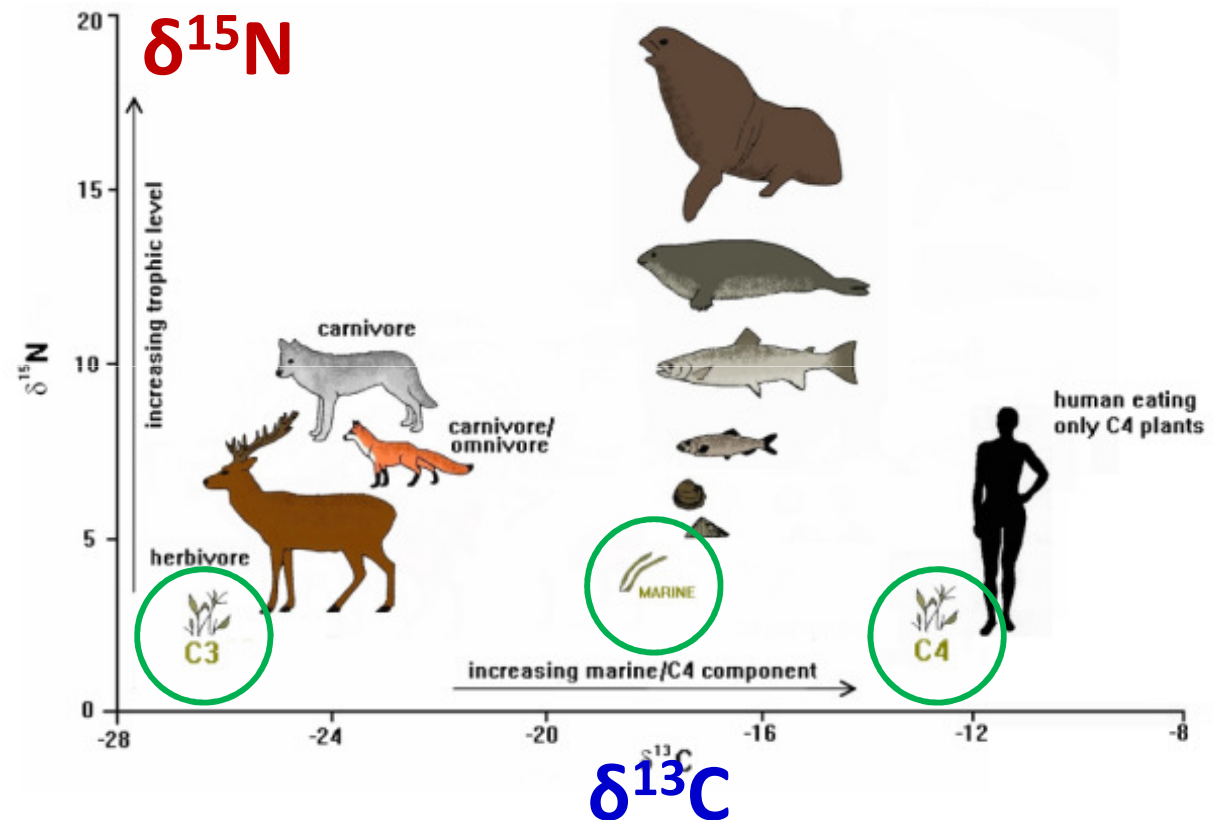 20
δ¹⁵N
15
increasing trophic level
carnivore
δ¹⁵N
10
carnivore/
omnivore
human eating
only C4 plants
5
herbivore
MARINE
C3
C4
increasing marine/C4 component
0
-28
-24
-20
-16
-12
-8
δ¹³C
δ¹³C